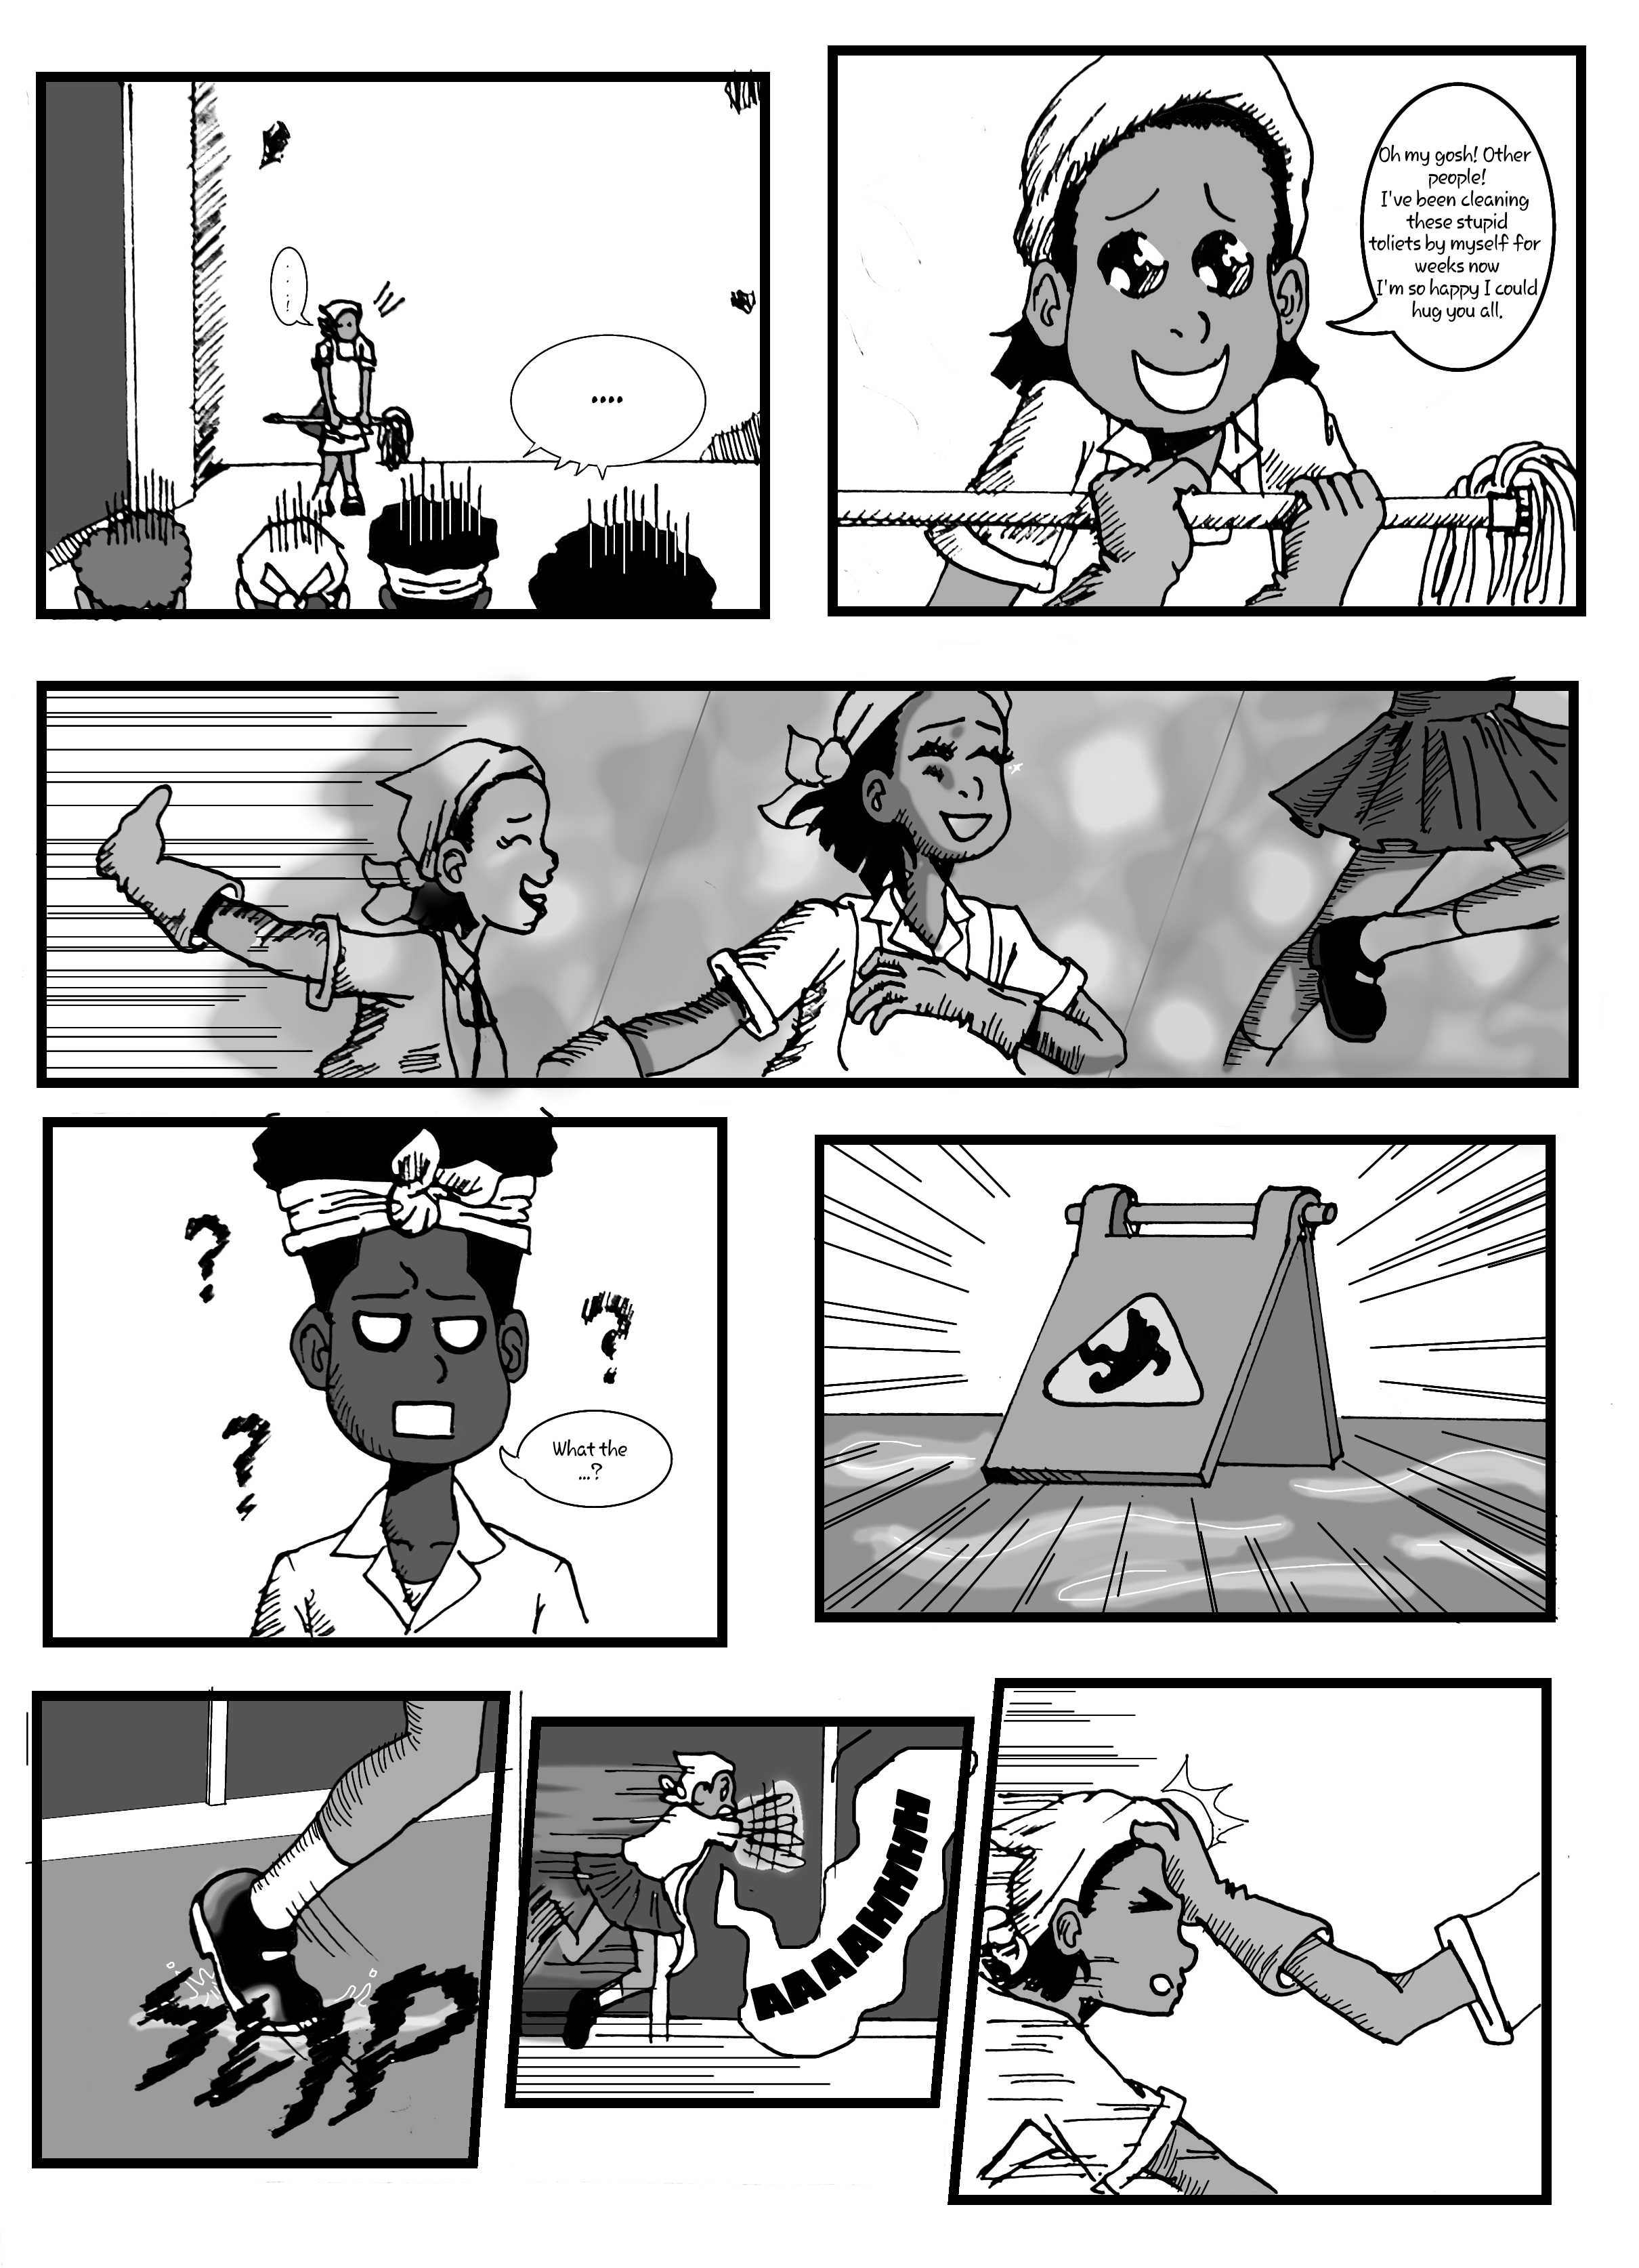 ...!
....
Oh my gosh! Other
people!
I've been cleaning
these stupid
toliets by myself for
weeks now
I'm so happy I could
hug you all.
?
?
?
What the
...?
AAAAHHHH